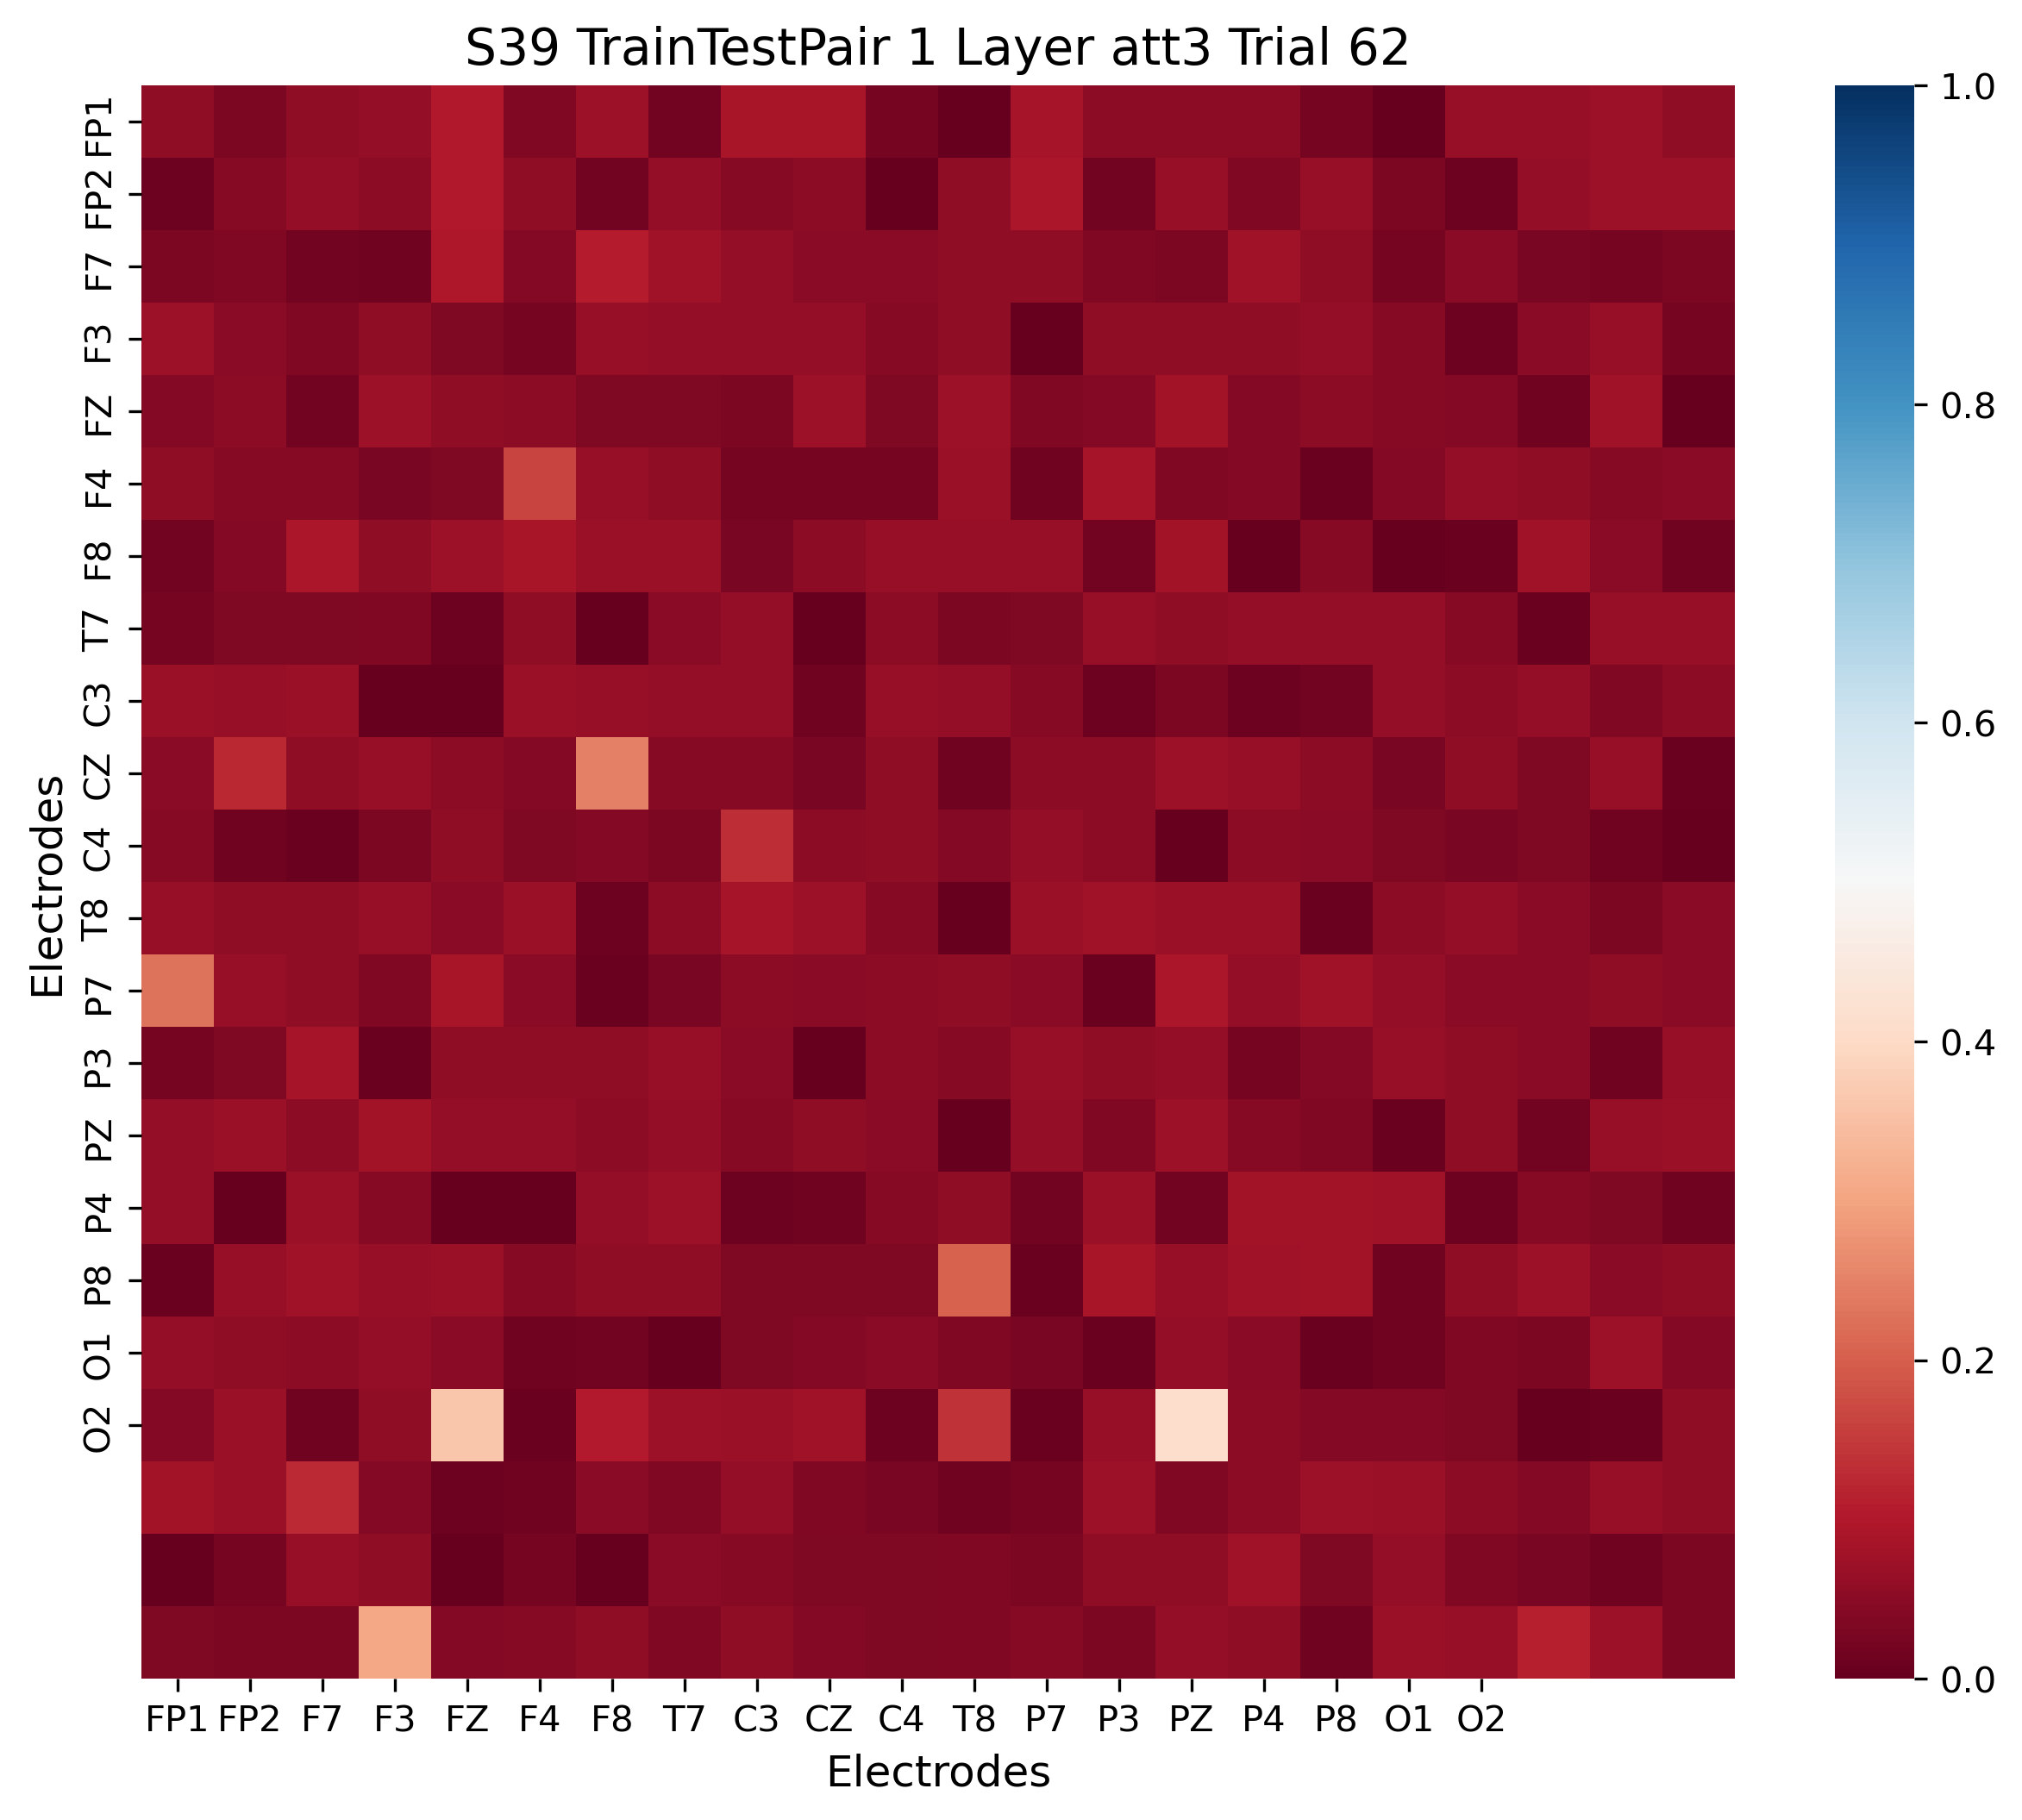 S39 TrainTestPair 1 Layer att3 Trial 62
Electrodes
FP1
FP2
F7
F3
FZ
F4
F8
T7
C3
CZ
C4
T8
P7
P3
PZ
P4
P8
O1
O2
FP1 FP2 F7 F3 FZ F4 F8 T7 C3 CZ C4 T8 P7 P3 PZ P4 P8 O1 O2
Electrodes
1.0
0.8
0.6
0.4
0.2
0.0